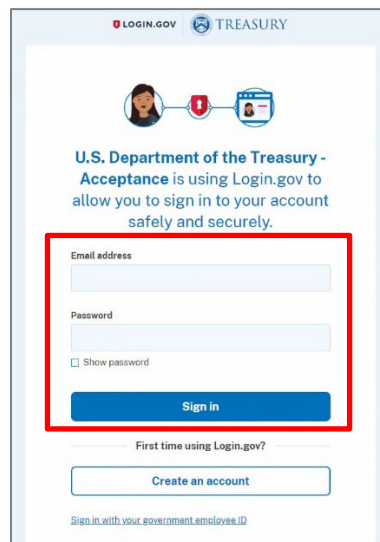 LOGIN.GOV TREASURY
U.S. Department of the Treasury -
Acceptance is using Login.gov to
allow you to sign in to your account
safely and securely.
Email address
Password
Show password
Sign in
First time using Login.gov?
Create an account
Sign in with your government employee ID